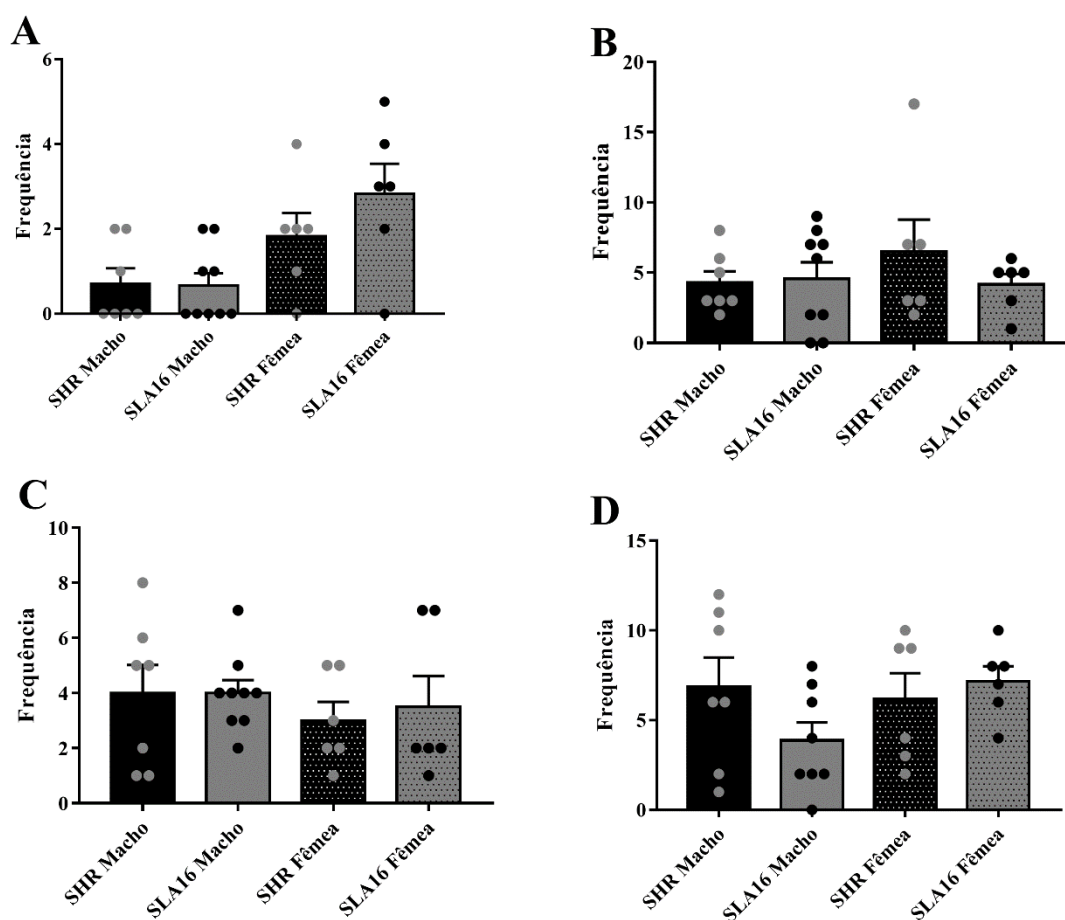 A
Frequência
6
4
2
0
SHR Macho
SLA16 Macho
SHR Fêmea
SLA16 Fêmea
B
Frequência
20
15
10
5
0
SHR Macho
SLA16 Macho
SHR Fêmea
SLA16 Fêmea
C
Frequência
10
8
6
4
2
0
SHR Macho
SLA16 Macho
SHR Fêmea
SLA16 Fêmea
D
Frequência
15
10
5
0
SHR Macho
SLA16 Macho
SHR Fêmea
SLA16 Fêmea